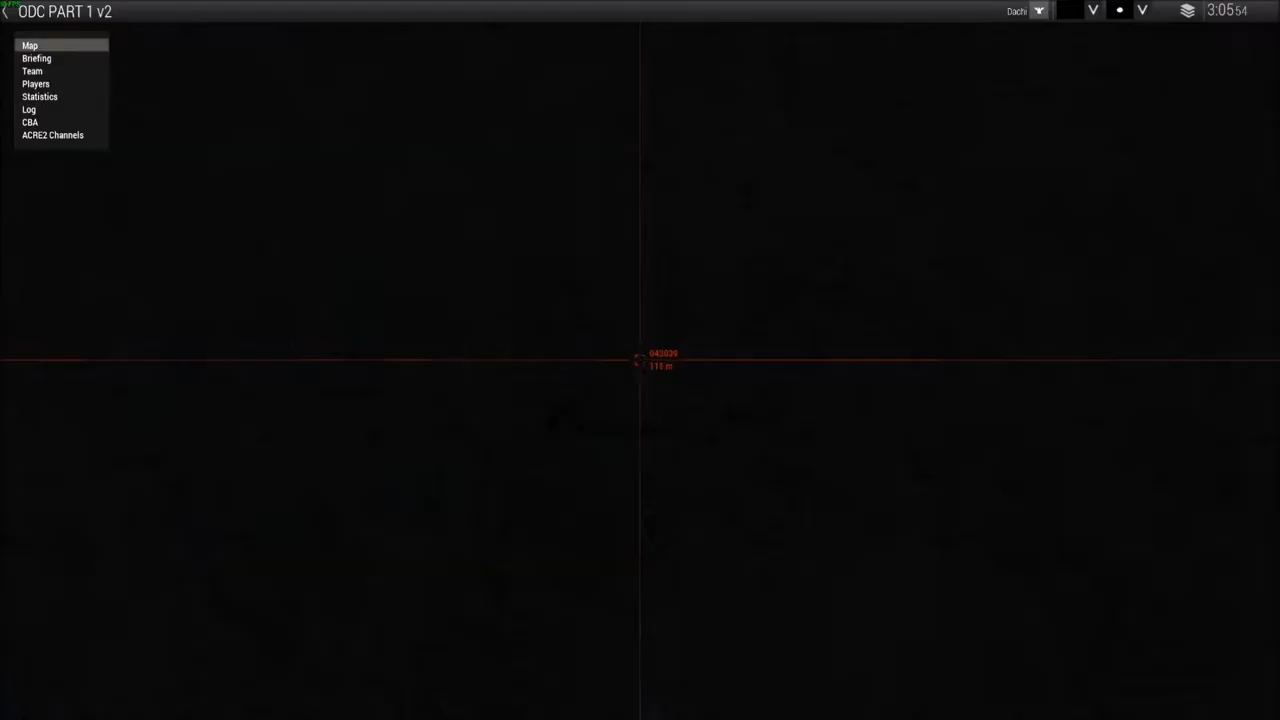 ODC PART 1 v2
Dachi
3:05 54
Map
Briefing
Team
Players
Statistics
Log
CBA
ACRE2 Channels
043039
111 m